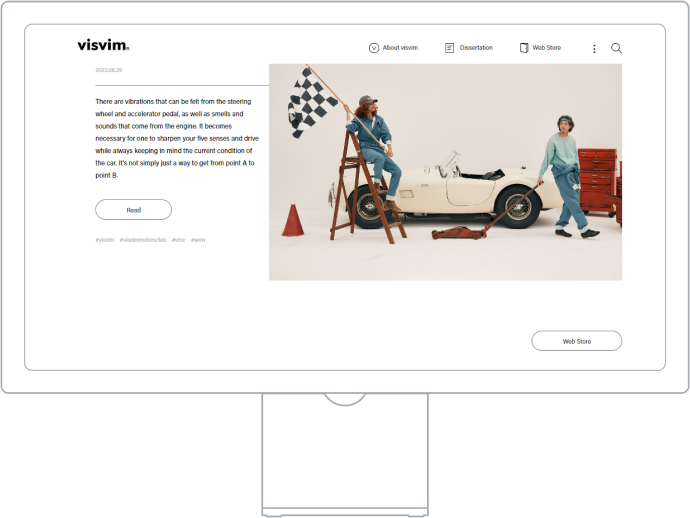 visvim
About visvim
Dissertation
Web Store
2023.08.29
There are vibrations that can be felt from the steering
wheel and accelerator pedal, as well as smells and
sounds that come from the engine. It becomes
necessary for one to sharpen your five senses and drive
while always keeping in mind the current condition of
the car. It's not simply just a way to get from point A to
point B.
Read
#visvim #visvimmotorsclub #vmc #wmv
Web Store